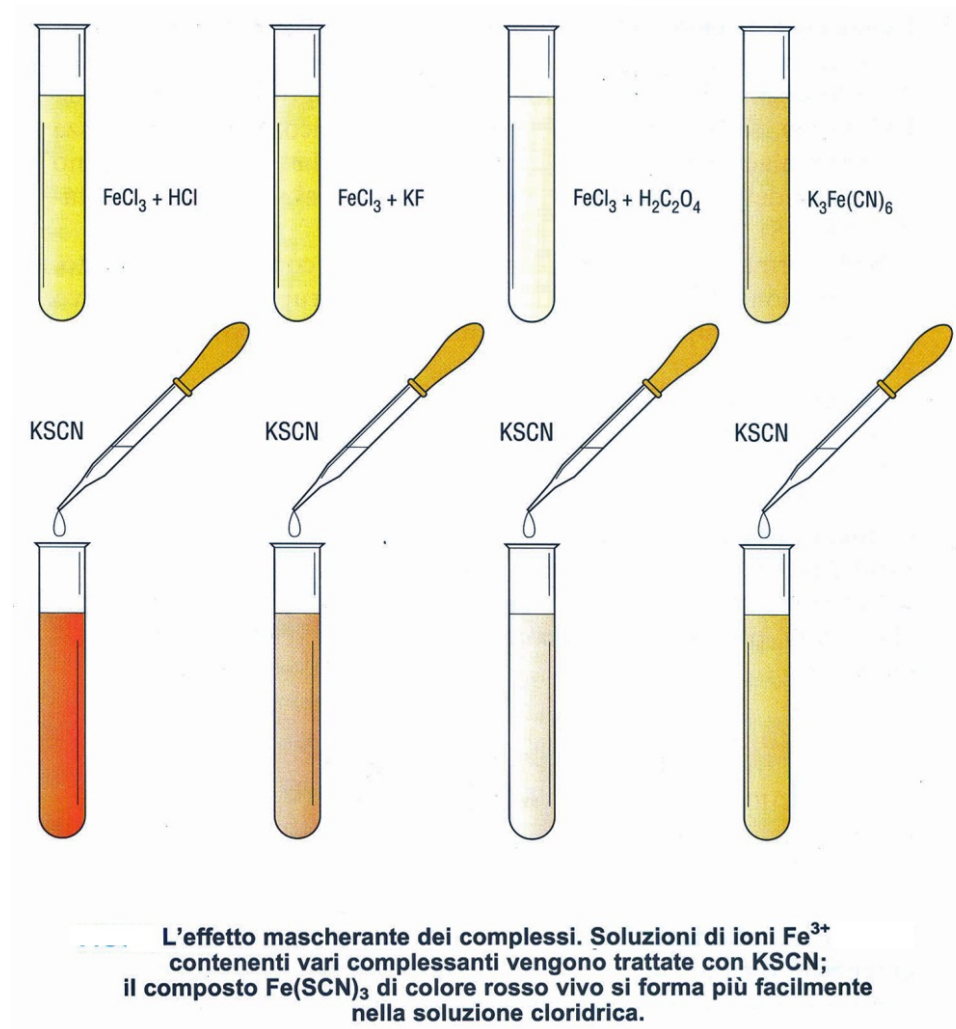 FeCl₃ + HCl
FeCl₃ + KF
FeCl₃ + H₂C₂O₄
K₃Fe(CN)₆
KSCN
KSCN
KSCN
KSCN
L'effetto mascherante dei complessi. Soluzioni di ioni Fe³⁺
contenenti vari complessanti vengono trattate con KSCN;
il composto Fe(SCN)₃ di colore rosso vivo si forma più facilmente
nella soluzione cloridrica.